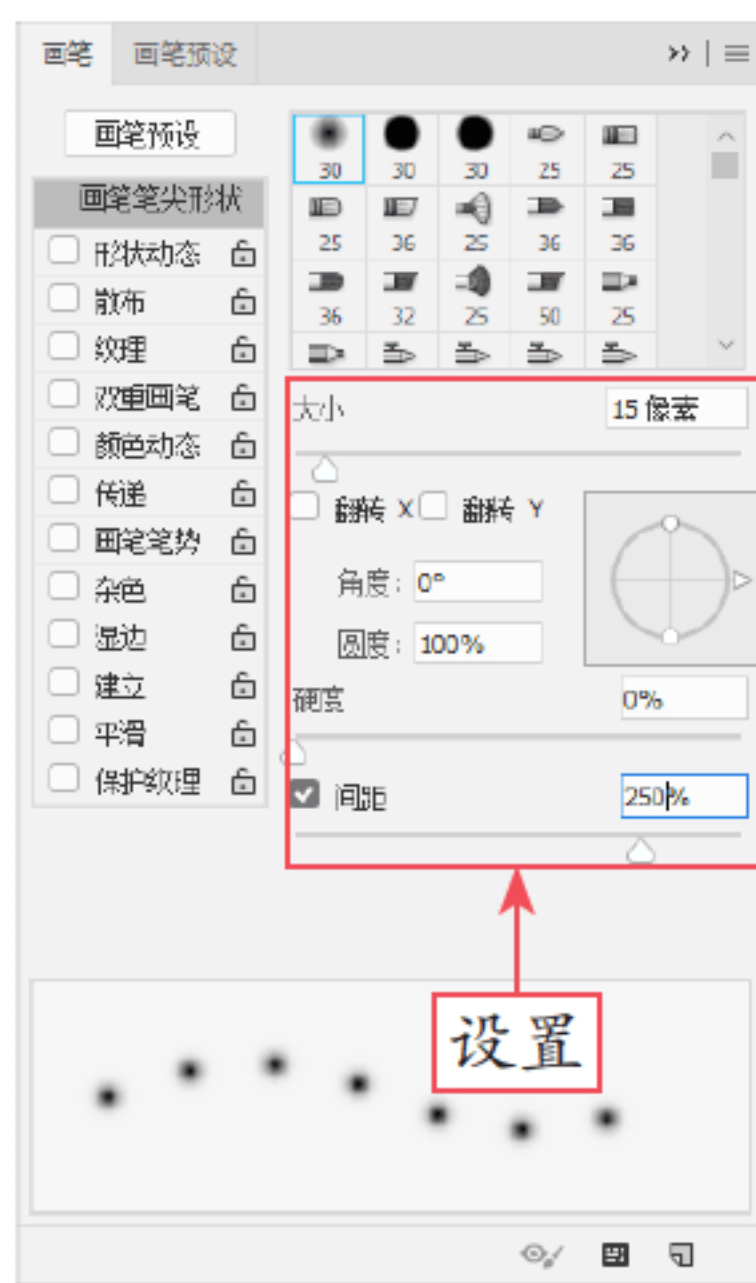 画笔 画笔预设
画笔预设
30 30 30 25 25
画笔笔尖形状
25 36 25 36 36
形状动态
散布
36 32 25 50 25
纹理
双重画笔
大小 15 像素
颜色动态
传递
翻转 X 翻转 Y
画笔笔势
角度: 0°
杂色
湿边
圆度: 100%
建立
硬度 0%
平滑
保护纹理
间距 250%
设置